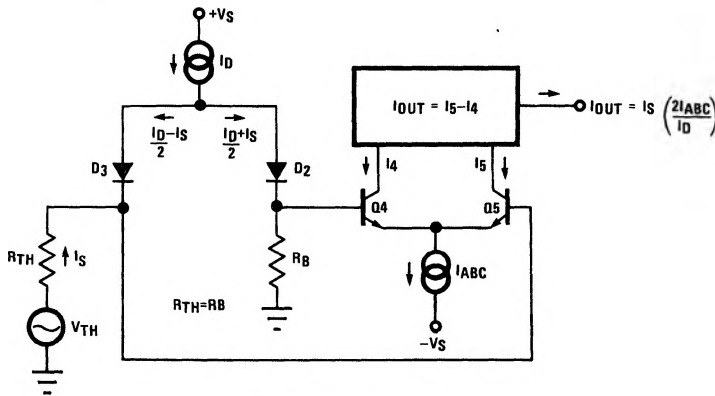 +VS
ID
IOUT = I5–I4
IOUT = IS (2IABC/ID)
ID/2 –IS
ID/2 +IS
I4
I5
D3
D2
Q4
Q5
RTH
IS
RB
IABC
RTH=RB
VTH
–VS